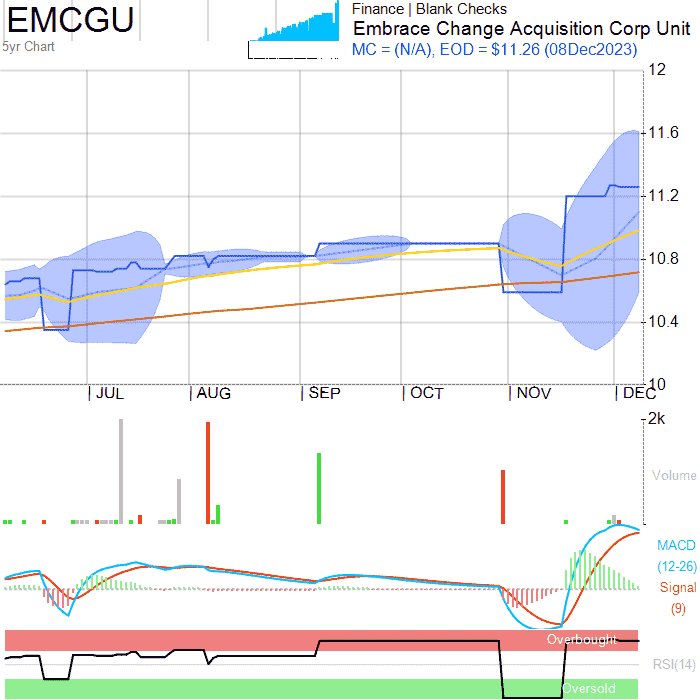 EMCGU
5yr Chart
Finance | Blank Checks
Embrace Change Acquisition Corp Unit
MC = (N/A), EOD = $11.26 (08Dec2023)
12
11.6
11.2
10.8
10.4
10
JUL AUG SEP OCT NOV DEC
2k
Volume
MACD
(12-26)
Signal
(9)
Overbought
RSI(14)
Oversold